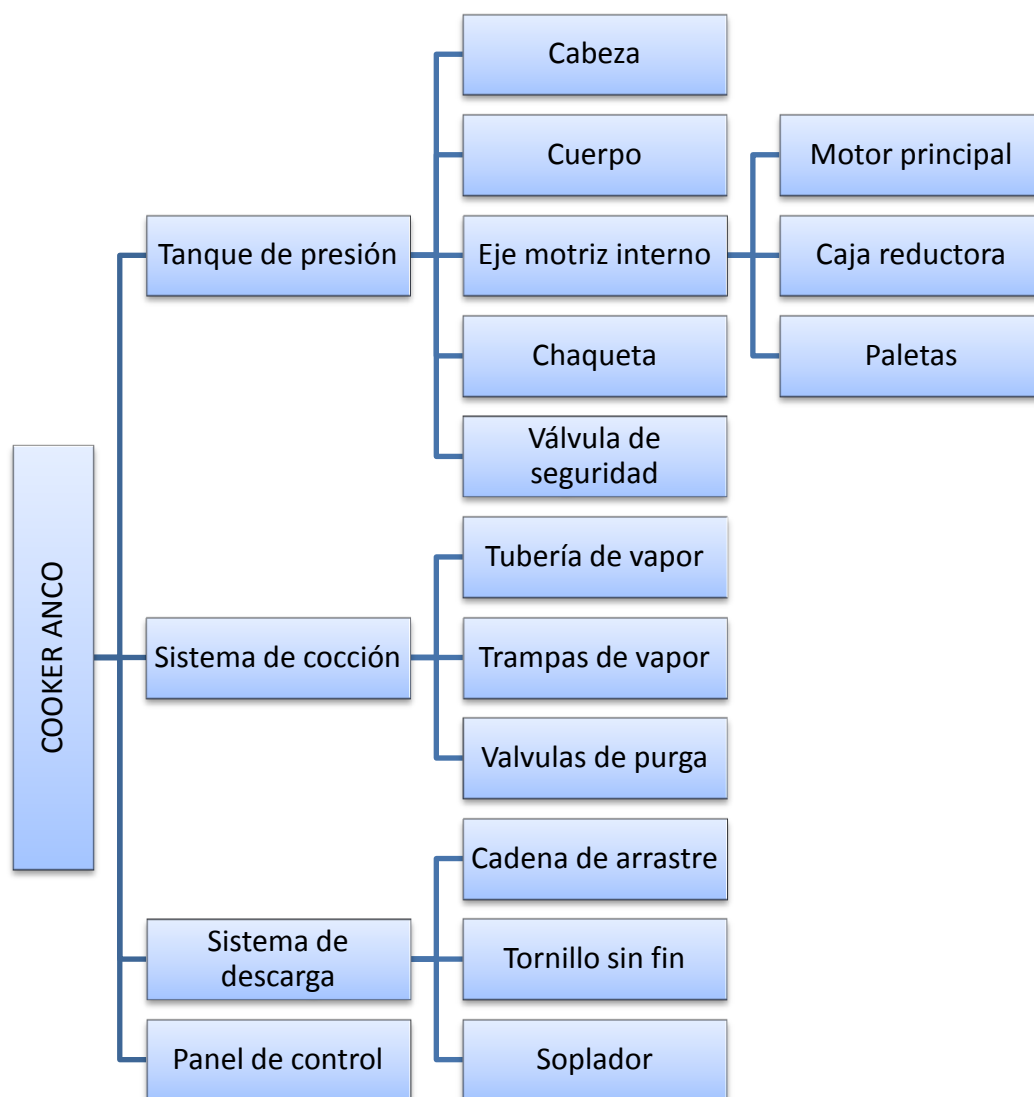 COOKER ANCO
Tanque de presión
Cabeza
Cuerpo
Eje motriz interno
Motor principal
Caja reductora
Paletas
Chaqueta
Válvula de
seguridad
Sistema de cocción
Tubería de vapor
Trampas de vapor
Valvulas de purga
Sistema de
descarga
Cadena de arrastre
Tornillo sin fin
Soplador
Panel de control